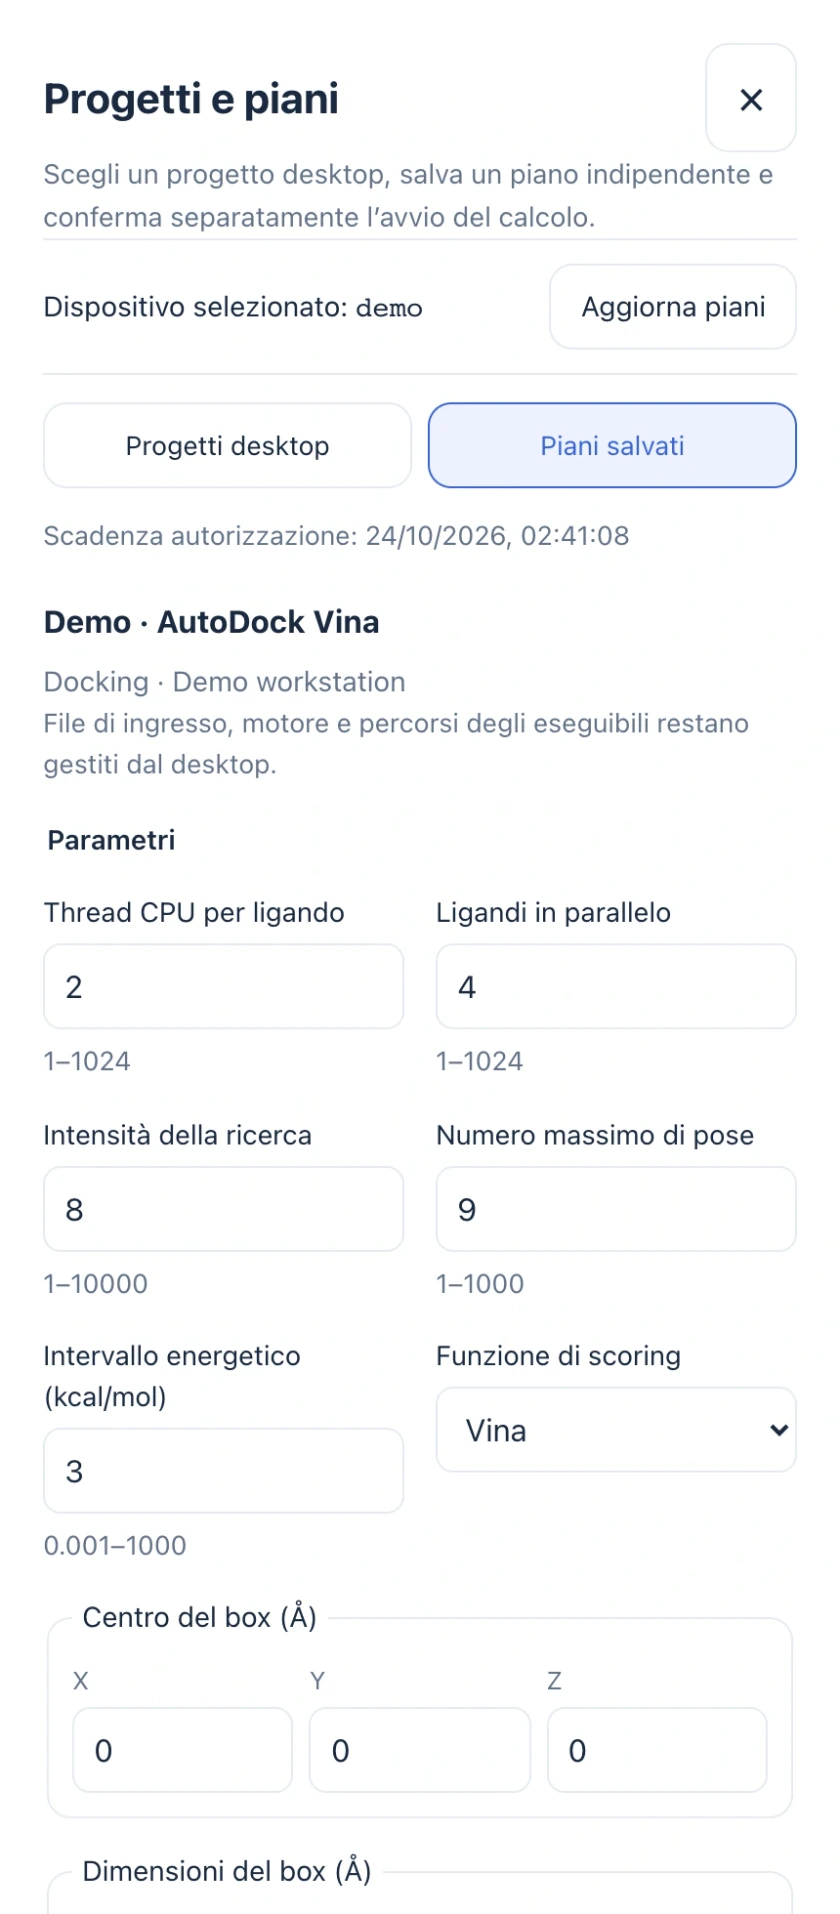 Progetti e piani
Scegli un progetto desktop, salva un piano indipendente e
conferma separatamente l’avvio del calcolo.
Dispositivo selezionato: demo
Aggiorna piani
Progetti desktop
Piani salvati
Scadenza autorizzazione: 24/10/2026, 02:41:08
Demo · AutoDock Vina
Docking · Demo workstation
File di ingresso, motore e percorsi degli eseguibili restano
gestiti dal desktop.
Parametri
Thread CPU per ligando
2
1–1024
Ligandi in parallelo
4
1–1024
Intensità della ricerca
8
1–10000
Numero massimo di pose
9
1–1000
Intervallo energetico
(kcal/mol)
3
0.001–1000
Funzione di scoring
Vina
Centro del box (Å)
X
0
Y
0
Z
0
Dimensioni del box (Å)